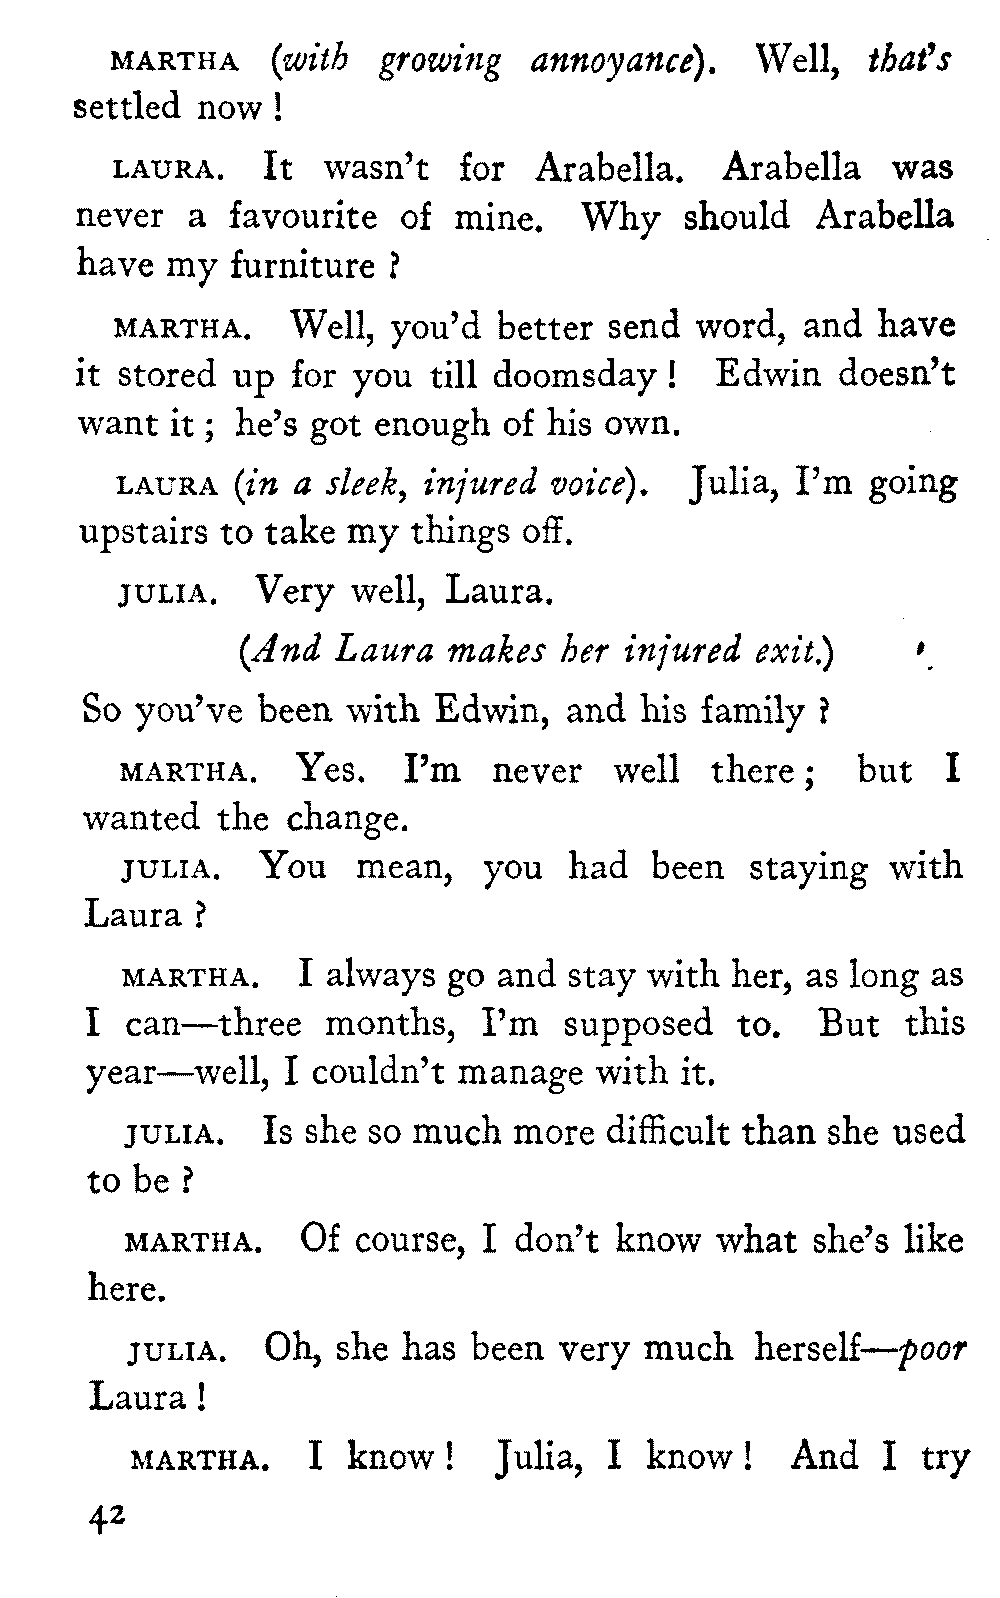 MARTHA (with growing annoyance). Well, that's
settled now !
LAURA. It wasn't for Arabella. Arabella was
never a favourite of mine. Why should Arabella
have my furniture ?
MARTHA. Well, you'd better send word, and have
it stored up for you till doomsday ! Edwin doesn't
want it ; he's got enough of his own.
LAURA (in a sleek, injured voice). Julia, I'm going
upstairs to take my things off.
JULIA. Very well, Laura.
(And Laura makes her injured exit.)
So you've been with Edwin, and his family ?
MARTHA. Yes. I'm never well there ; but I
wanted the change.
JULIA. You mean, you had been staying with
Laura ?
MARTHA. I always go and stay with her, as long as
I can—three months, I'm supposed to. But this
year—well, I couldn't manage with it.
JULIA. Is she so much more difficult than she used
to be ?
MARTHA. Of course, I don't know what she's like
here.
JULIA. Oh, she has been very much herself—poor
Laura !
MARTHA. I know ! Julia, I know ! And I try
42